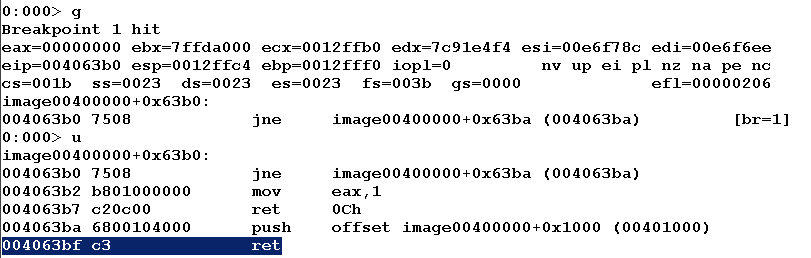 0:000> g
Breakpoint 1 hit
eax=00000000 ebx=7ffda000 ecx=0012ffb0 edx=7c91e4f4 esi=00e6f78c edi=00e6f6ee
eip=004063b0 esp=0012ffc4 ebp=0012fff0 iopl=0         nv up ei pl nz na pe nc
cs=001b  ss=0023  ds=0023  es=0023  fs=003b  gs=0000             efl=00000206
image00400000+0x63b0:
004063b0 7508            jne     image00400000+0x63ba (004063ba)         [br=1]
0:000> u
image00400000+0x63b0:
004063b0 7508            jne     image00400000+0x63ba (004063ba)
004063b2 b801000000      mov     eax,1
004063b7 c20c00          ret     0Ch
004063ba 6800104000      push    offset image00400000+0x1000 (00401000)
004063bf c3              ret